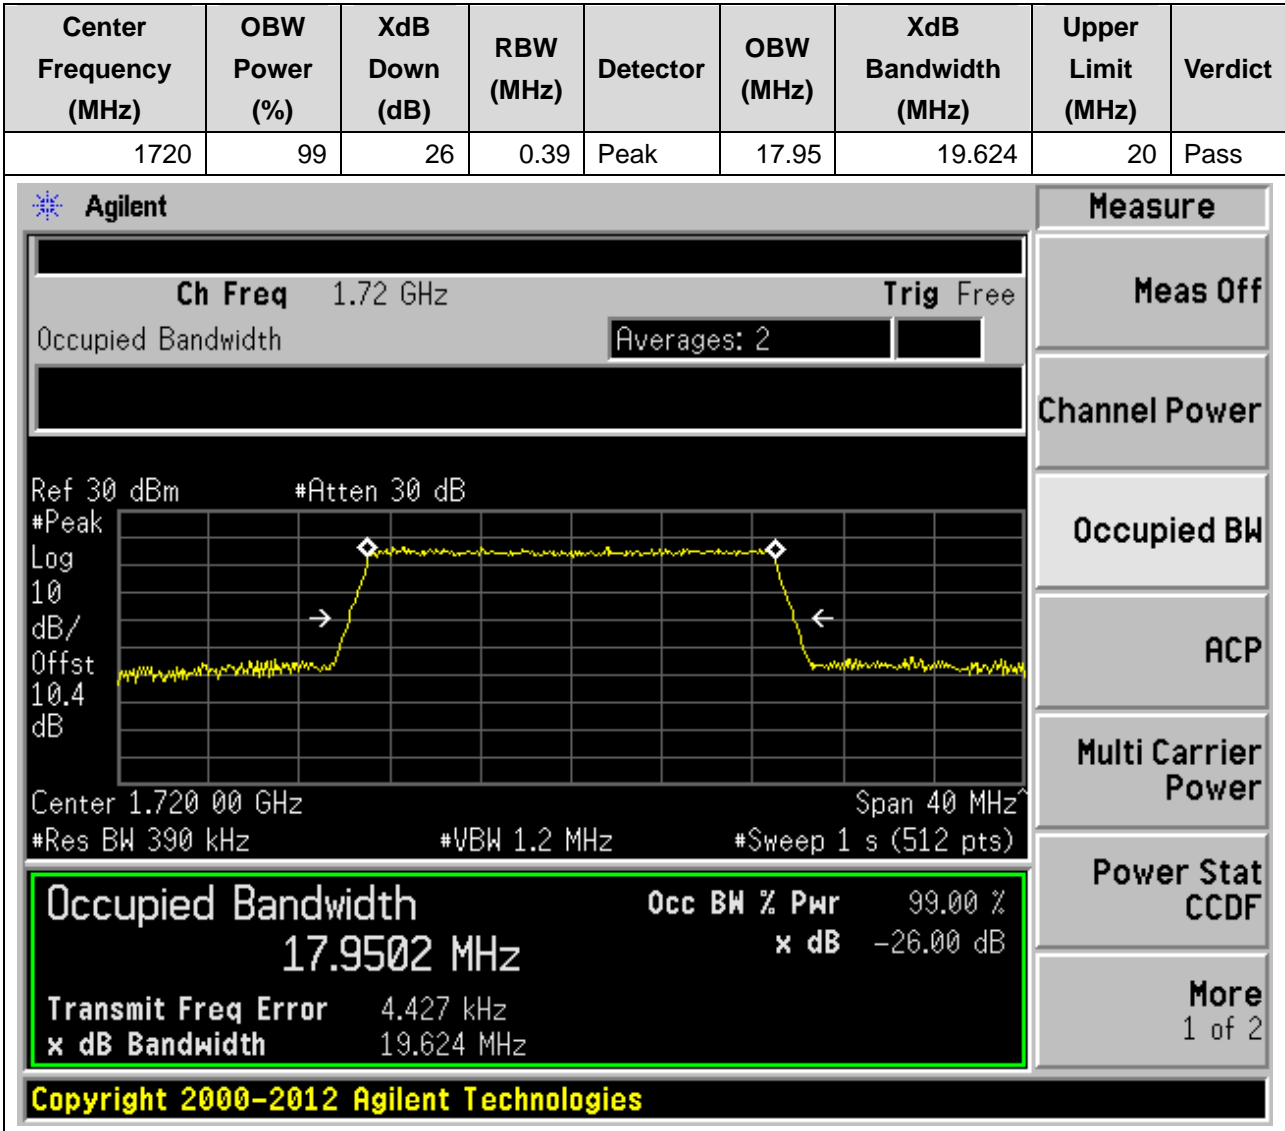 Center Frequency (MHz) OBW Power (%) XdB Down (dB) RBW (MHz) Detector OBW (MHz) XdB Bandwidth (MHz) Upper Limit (MHz) Verdict
1720 99 26 0.39 Peak 17.95 19.624 20 Pass
Agilent
Measure
Ch Freq 1.72 GHz Trig Free
Meas Off
Occupied Bandwidth Averages: 2
Channel Power
Ref 30 dBm #Atten 30 dB
#Peak
Log
10
dB/
Offst
10.4
dB
Occupied BW
ACP
Multi Carrier
Power
Center 1.720 00 GHz Span 40 MHz^
#Res BW 390 kHz #VBW 1.2 MHz #Sweep 1 s (512 pts)
Power Stat
CCDF
Occupied Bandwidth Occ BW % Pwr 99.00 %
17.9502 MHz x dB -26.00 dB
Transmit Freq Error 4.427 kHz
x dB Bandwidth 19.624 MHz
More
1 of 2
Copyright 2000-2012 Agilent Technologies